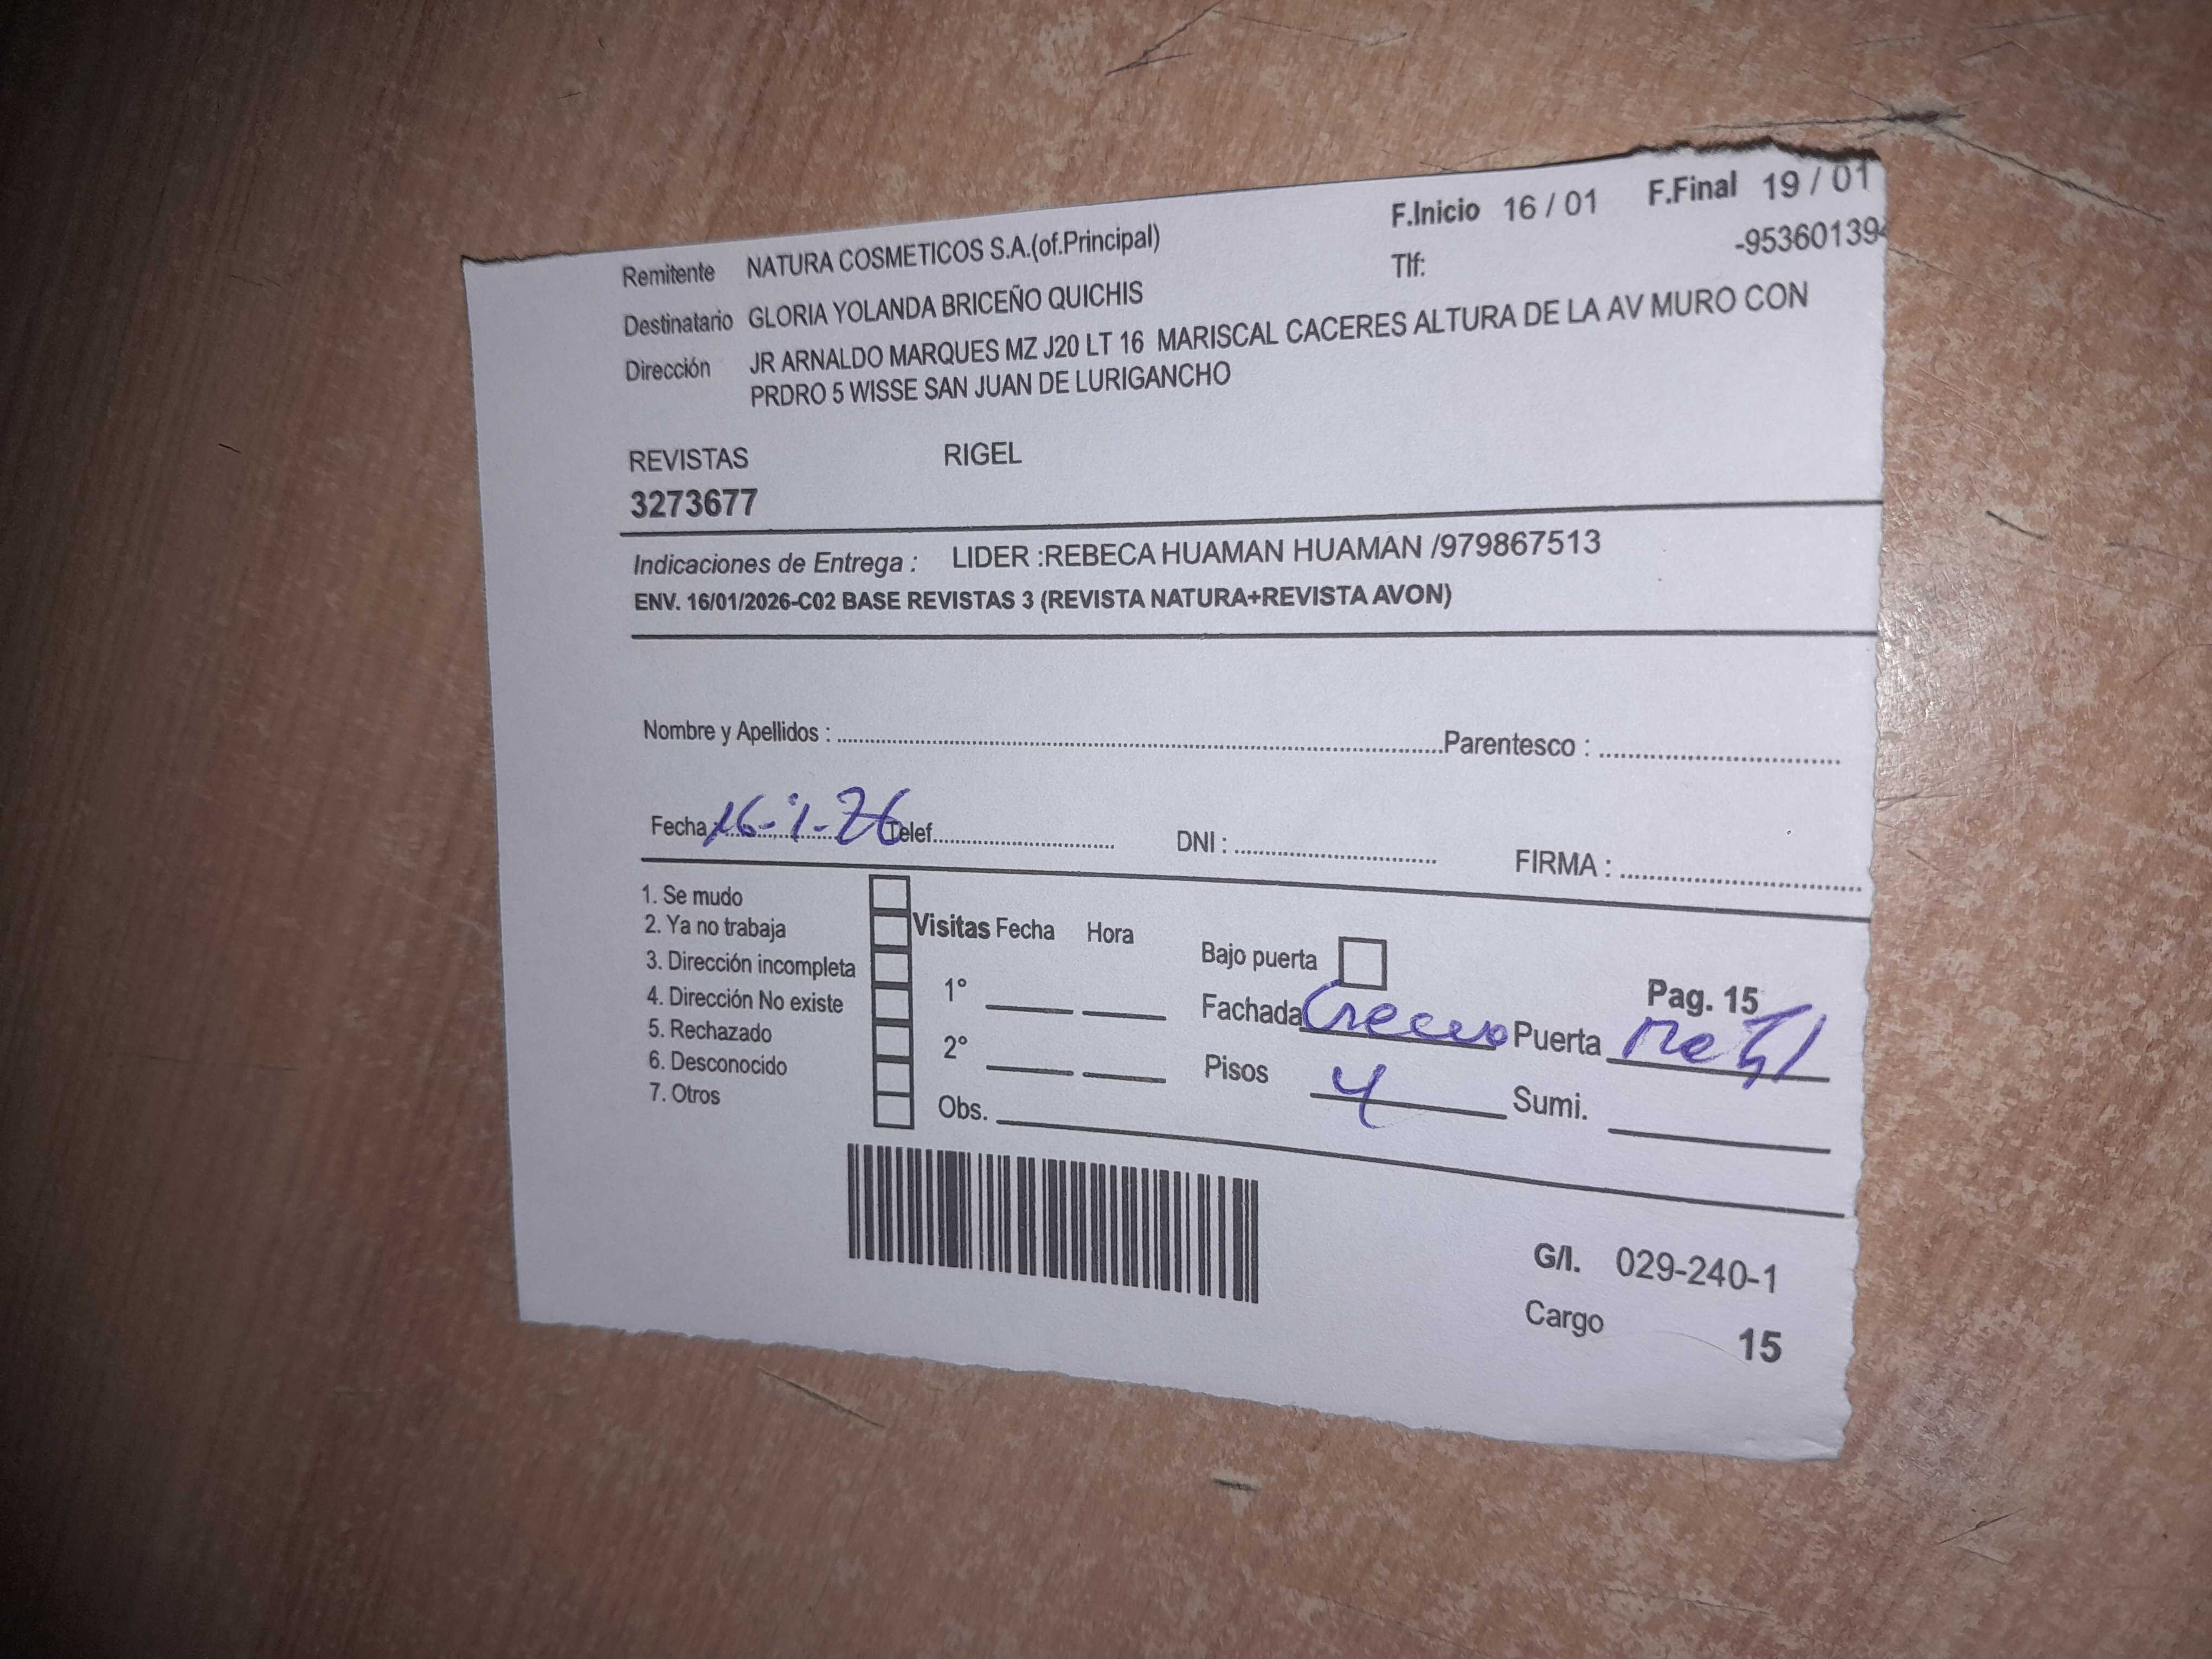 F.Inicio 16 / 01 F.Final 19 / 01
Remitente NATURA COSMETICOS S.A.(of.Principal) Tlf: -95360139
Destinatario GLORIA YOLANDA BRICEÑO QUICHIS
Dirección JR ARNALDO MARQUES MZ J20 LT 16 MARISCAL CACERES ALTURA DE LA AV MURO CON
PRDRO 5 WISSE SAN JUAN DE LURIGANCHO
REVISTAS RIGEL
3273677
Indicaciones de Entrega : LIDER :REBECA HUAMAN HUAMAN /979867513
ENV. 16/01/2026-C02 BASE REVISTAS 3 (REVISTA NATURA+REVISTA AVON)
Nombre y Apellidos : Parentesco :
Fecha 16-1-26 Telef. DNI : FIRMA :
1. Se mudo
2. Ya no trabaja
3. Dirección incompleta
4. Dirección No existe
5. Rechazado
6. Desconocido
7. Otros
Visitas Fecha Hora
1°
2°
Obs.
Bajo puerta
Pag. 15
Fachada Puerta
Pisos 4 Sumi.
G/I. 029-240-1
Cargo 15